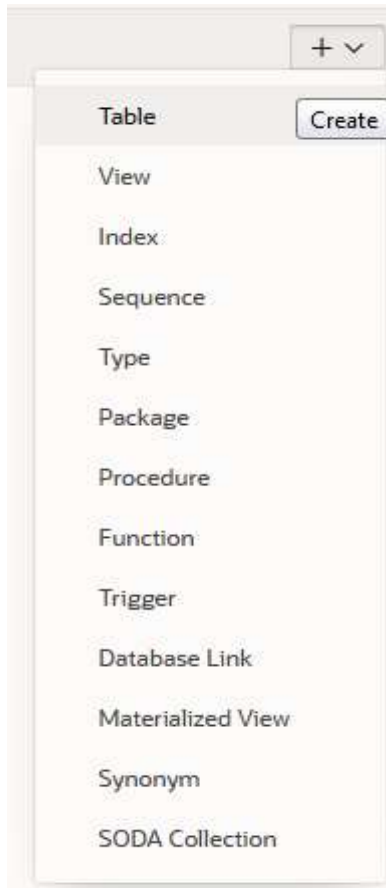 Table
Create
View
Index
Sequence
Type
Package
Procedure
Function
Trigger
Database Link
Materialized View
Synonym
SODA Collection